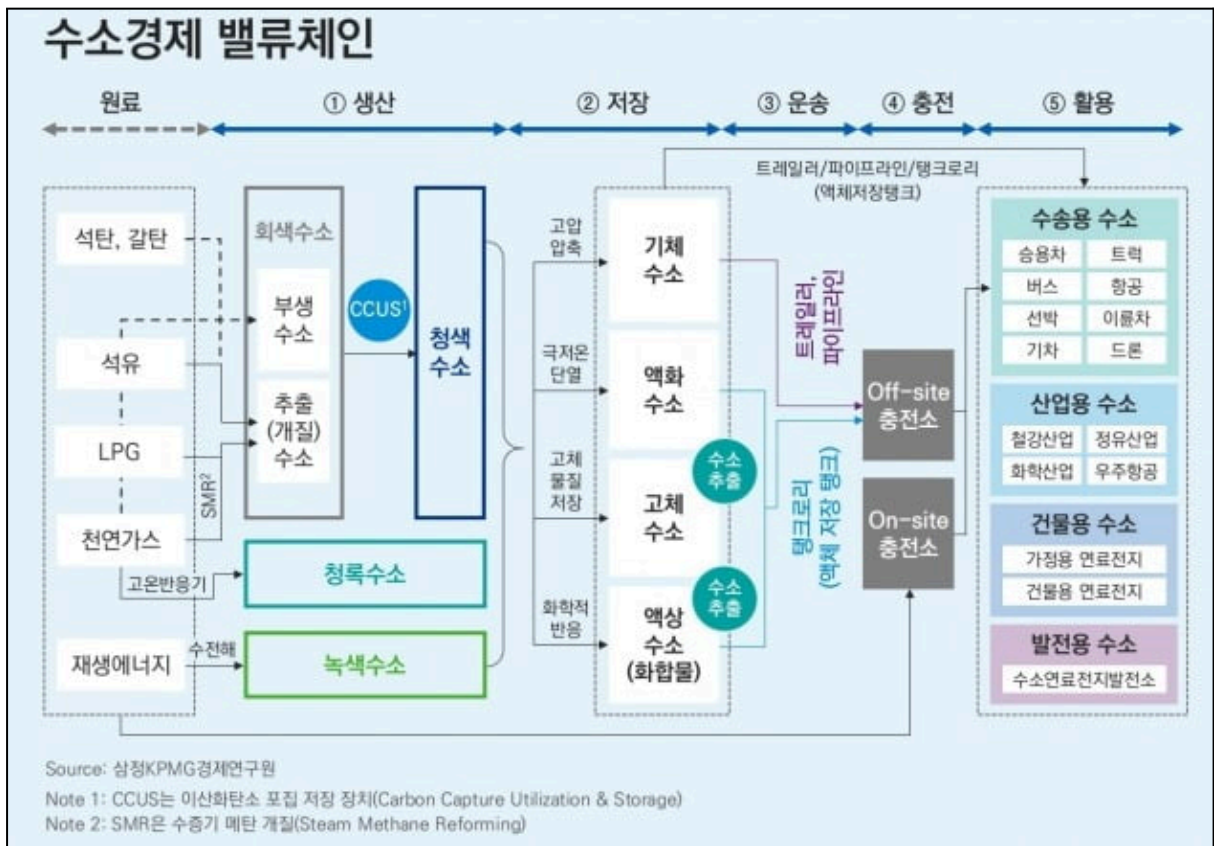 수소경제 밸류체인
원료
① 생산
② 저장
③ 운송
④ 충전
⑤ 활용
석탄, 갈탄
석유
LPG
천연가스
재생에너지
SMR²
고온반응기
수전해
회색수소
부생
수소
추출
(개질)
수소
CCUS¹
청색
수소
청록수소
녹색수소
고압
압축
극저온
단열
고체
물질
저장
화학적
반응
기체
수소
액화
수소
고체
수소
액상
수소
(화합물)
수소
추출
수소
추출
트레일러/파이프라인/탱크로리
(액체저장탱크)
트레일러,
파이프라인
탱크로리
(액체 저장 탱크)
Off-site
충전소
On-site
충전소
수송용 수소
승용차
트럭
버스
항공
선박
이륜차
기차
드론
산업용 수소
철강산업
정유산업
화학산업
우주항공
건물용 수소
가정용 연료전지
건물용 연료전지
발전용 수소
수소연료전지발전소
Source: 삼정KPMG경제연구원
Note 1: CCUS는 이산화탄소 포집 저장 장치(Carbon Capture Utilization & Storage)
Note 2: SMR은 수증기 메탄 개질(Steam Methane Reforming)